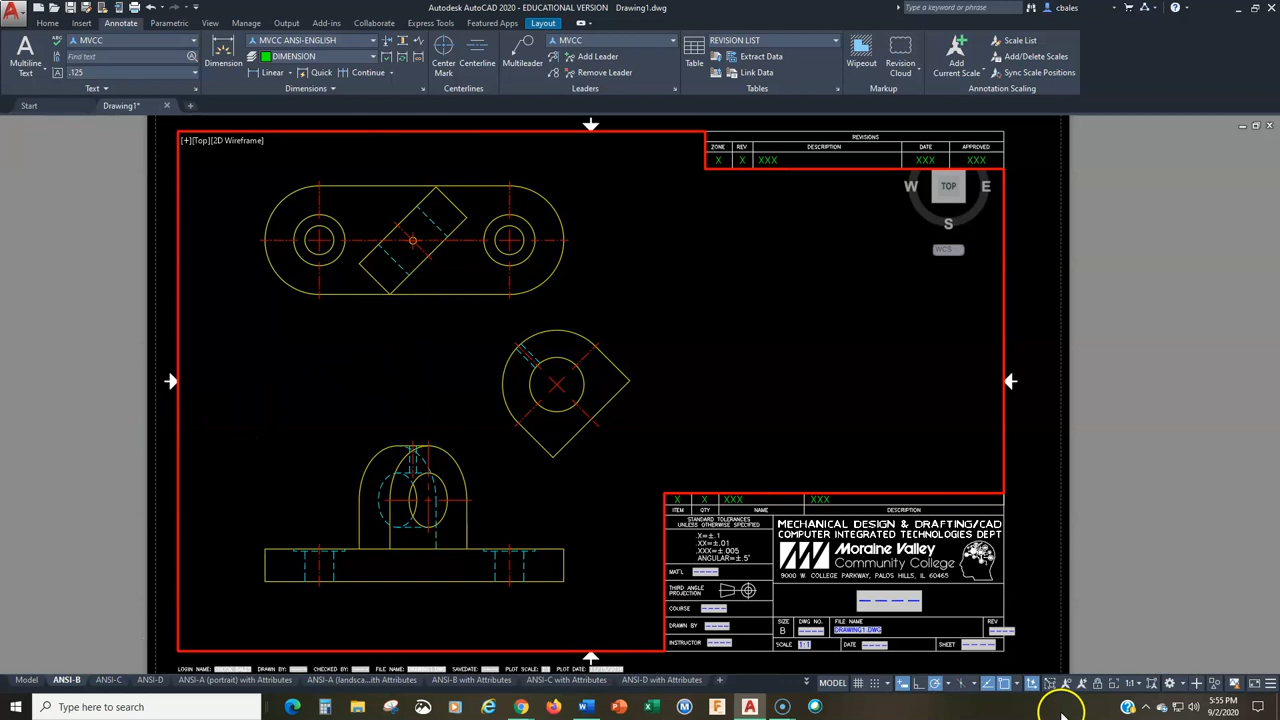 Autodesk AutoCAD 2020 - EDUCATIONAL VERSION    Drawing1.dwg
Type a keyword or phrase
cbales
Home Insert Annotate Parametric View Manage Output Add-ins Collaborate Express Tools Featured Apps Layout
MVCC
Find text
.125
Multiline Text
Text
Dimension
MVCC ANSI-ENGLISH
DIMENSION
Linear Quick Continue
Dimensions
Center Mark
Centerline
Centerlines
Multileader
MVCC
Add Leader
Remove Leader
Leaders
Table
REVISION LIST
Extract Data
Link Data
Tables
Wipeout
Revision Cloud
Markup
Add Current Scale
Scale List
Add/Delete Scales
Sync Scale Positions
Annotation Scaling
Start Drawing1*
[+][Top][2D Wireframe]
REVISIONS
ZONE REV DESCRIPTION DATE APPROVED
X X XXX XXX XXX
W TOP E
S
WCS
X X XXX XXX
ITEM QTY NAME DESCRIPTION
STANDARD TOLERANCES
UNLESS OTHERWISE SPECIFIED
.X=±.1
.XX=±.01
.XXX=±.005
ANGULAR=±.5°
MAT'L ----
THIRD ANGLE
PROJECTION
COURSE ----
DRAWN BY ----
INSTRUCTOR ----
MECHANICAL DESIGN & DRAFTING/CAD
COMPUTER INTEGRATED TECHNOLOGIES DEPT
Moraine Valley
Community College
9000 W. COLLEGE PARKWAY, PALOS HILLS, IL 60465
----
SIZE DWG NO. FILE NAME REV
B ---- DRAWING1.DWG ----
SCALE 1:1 DATE ---- SHEET ----
LOGIN NAME: DRAWN BY: CHECKED BY: FILE NAME: SAVEDATE: PLOT SCALE: PLOT DATE:
Model ANSI-B ANSI-C ANSI-D ANSI-A (portrait) with Attributes ANSI-A (landsca...ith Attributes ANSI-B with Attributes ANSI-C with Attributes ANSI-D with Attributes
MODEL
1:1
Type here to search
5:55 PM
9/2/2020